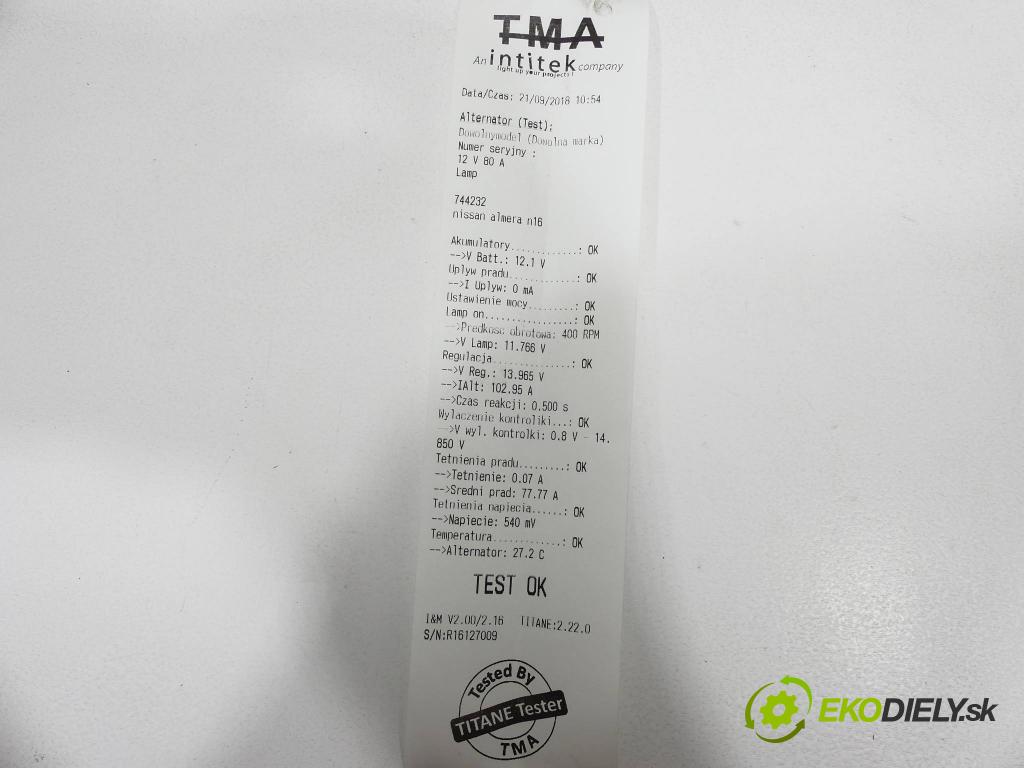 TMA
An intitek company
light up your projects !
Data/Czas: 21/09/2018 10:54
Alternator (Test);
Dowolnymodel (Dowolna marka)
Numer seryjny :
12 V 80 A
Lamp
744232
nissan almera n16
Akumulatory.............: OK
-->V Batt.: 12.1 V
Uplyw pradu.............: OK
-->I Uplyw: 0 mA
Ustawienie mocy.........: OK
Lamp on.................: OK
-->Predkosc obrotowa: 400 RPM
-->V Lamp: 11.766 V
Regulacja...............: OK
-->V Reg.: 13.965 V
-->IAlt: 102.95 A
-->Czas reakcji: 0.500 s
Wylaczenie kontrolki...: OK
-->V wyl. kontrolki: 0.8 V - 14.
850 V
Tetnienia pradu.........: OK
-->Tetnienie: 0.07 A
-->Sredni prad: 77.77 A
Tetnienia napiecia......: OK
-->Napiecie: 540 mV
Temperatura.............: OK
-->Alternator: 27.2 C
TEST OK
I&M V2.00/2.16 TITANE:2.22.0
S/N:R16127009
Tested By
TITANE Tester
TMA
EKODIELY.sk